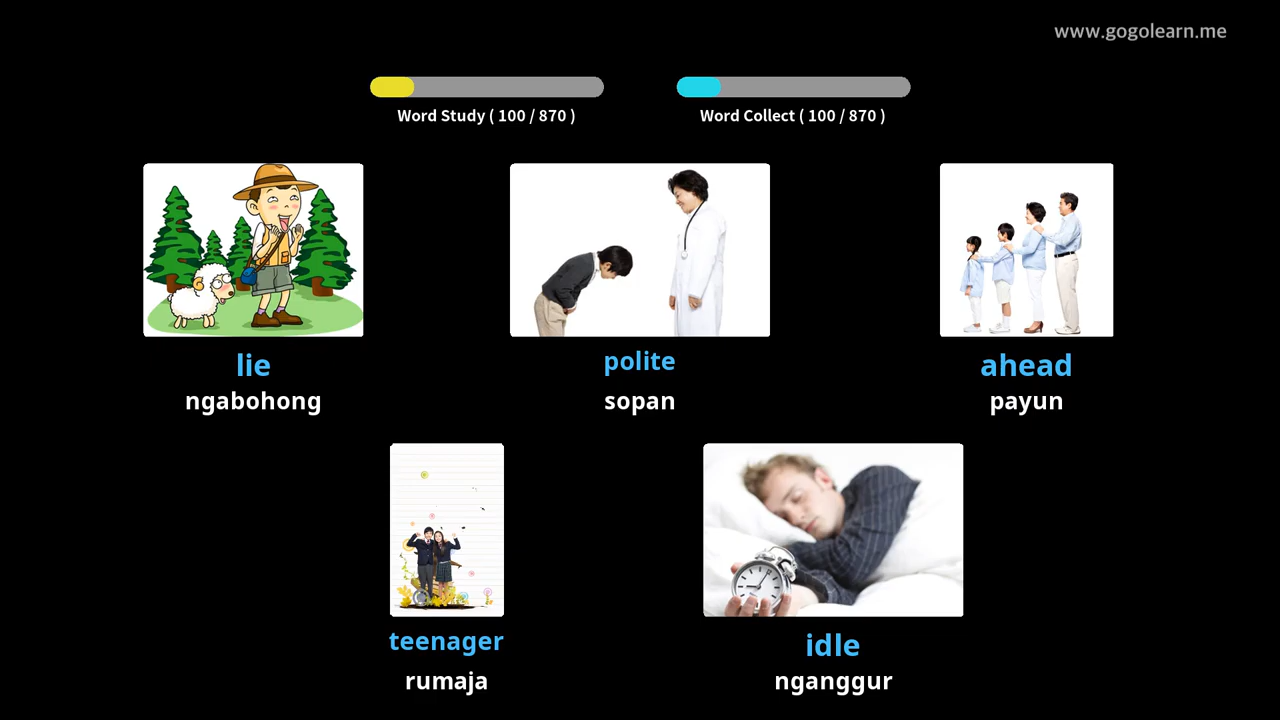 www.gogolearn.me
Word Study ( 100 / 870 )
Word Collect ( 100 / 870 )
lie
ngabohong
polite
sopan
ahead
payun
teenager
rumaja
idle
nganggur